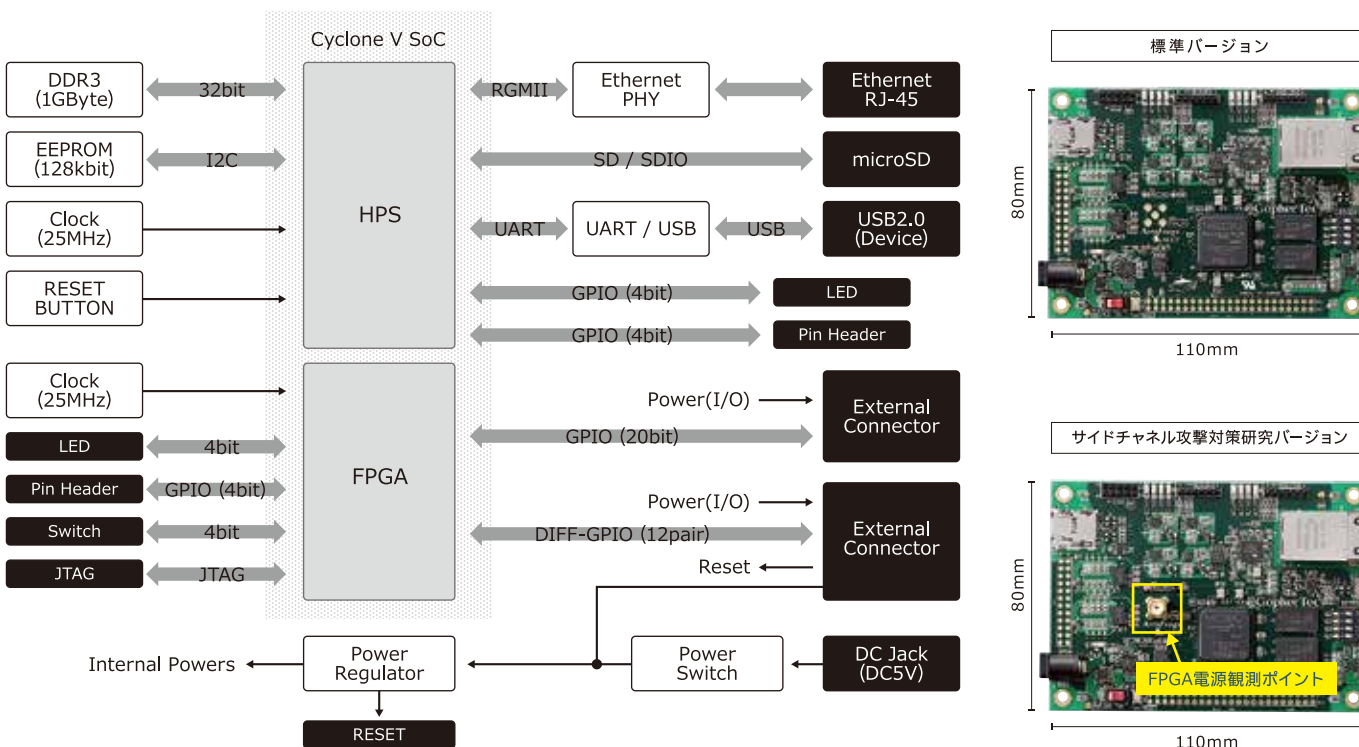 Cyclone V SoC
DDR3
(1GByte)
32bit
EEPROM
(128kbit)
I2C
Clock
(25MHz)
RESET
BUTTON
HPS
RGMII
Ethernet
PHY
Ethernet
RJ-45
SD / SDIO
microSD
UART
UART / USB
USB
USB2.0
(Device)
GPIO (4bit)
LED
GPIO (4bit)
Pin Header
Clock
(25MHz)
LED
4bit
Pin Header
GPIO (4bit)
Switch
4bit
JTAG
JTAG
FPGA
Power(I/O)
GPIO (20bit)
External
Connector
Power(I/O)
DIFF-GPIO (12pair)
Reset
External
Connector
Internal Powers
Power
Regulator
Power
Switch
DC Jack
(DC5V)
RESET
標準バージョン
80mm
GopherTec
110mm
サイドチャネル攻撃対策研究バージョン
80mm
GopherTec
FPGA電源観測ポイント
110mm